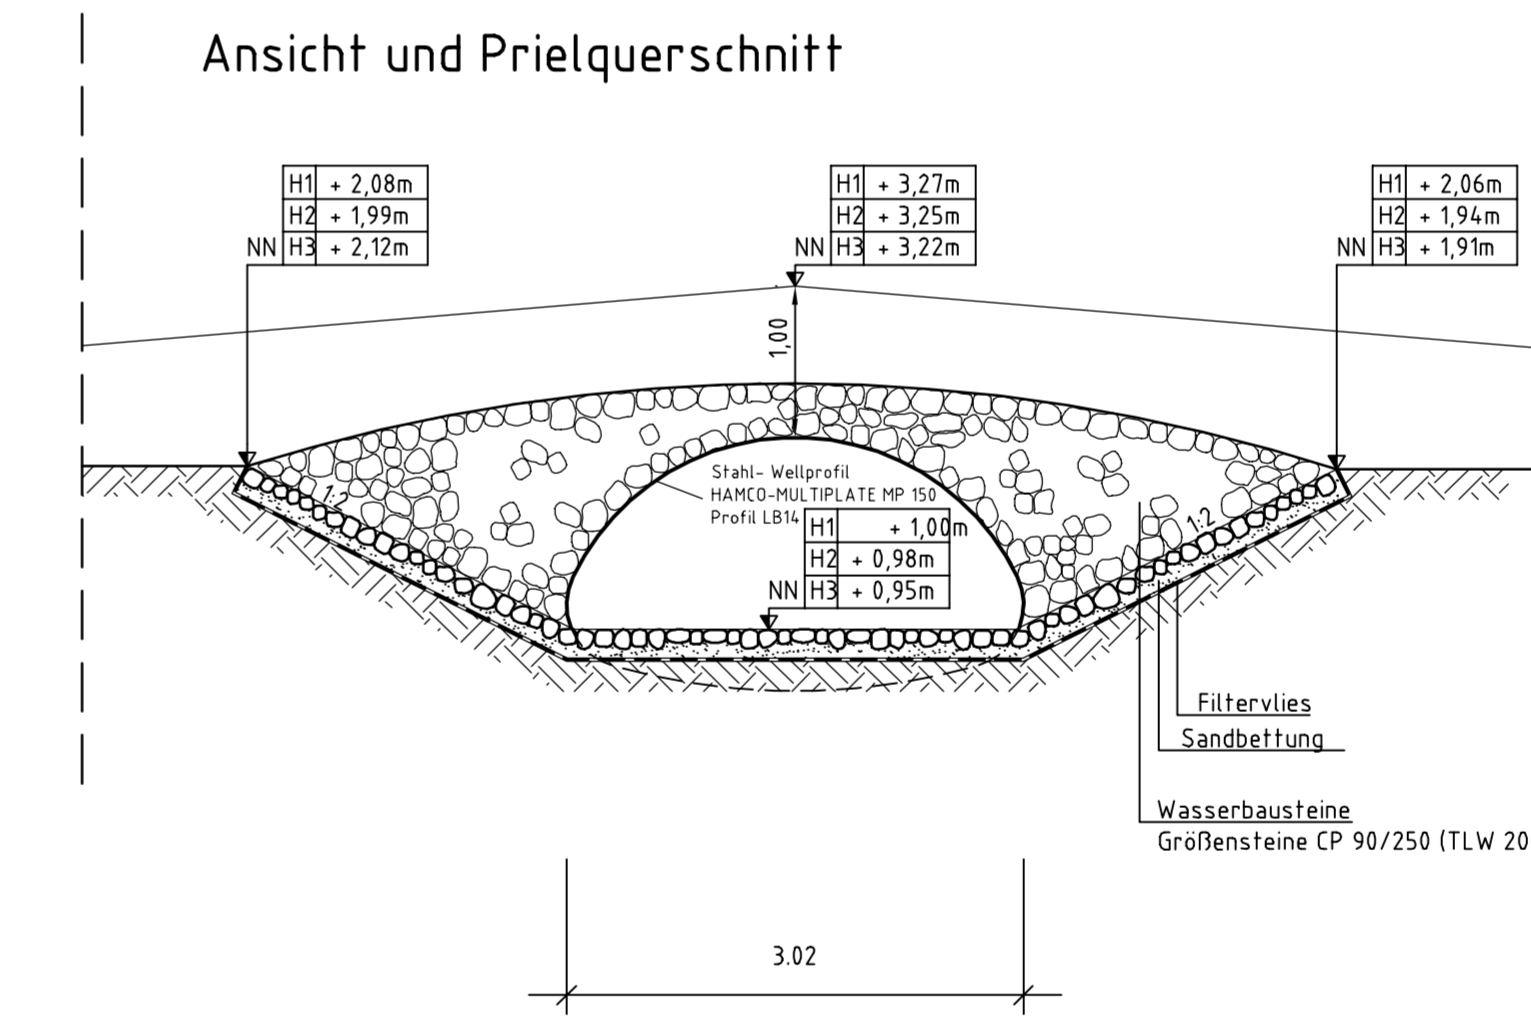 Ansicht und Prielquerschnitt
H1 + 2,08m
H2 + 1,99m
NN H3 + 2,12m
H1 + 3,27m
H2 + 3,25m
NN H3 + 3,22m
H1 + 2,06m
H2 + 1,94m
NN H3 + 1,91m
1,00
Stahl- Wellprofil
HAMCO-MULTIPLATE MP 150
Profil LB14
H1 + 1,00m
H2 + 0,98m
NN H3 + 0,95m
1:2
1:2
Filtervlies
Sandbettung
Wasserbausteine
Größensteine CP 90/250 (TLW 20
3.02